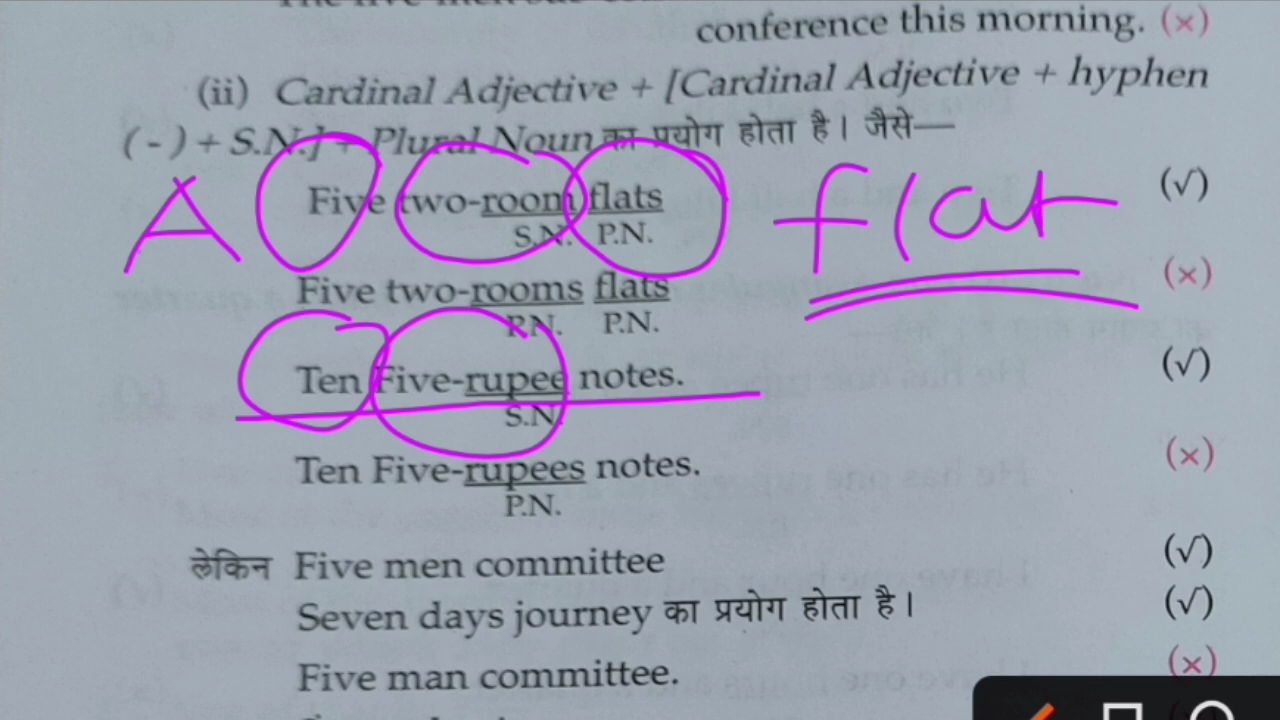 conference this morning. (×)
(ii) Cardinal Adjective + [Cardinal Adjective + hyphen
(-) + S.N.] + Plural Noun का प्रयोग होता है। जैसे—
A Five two-room flats flat (√)
S.N. P.N.
Five two-rooms flats (×)
P.N. P.N.
Ten Five-rupee notes. (√)
S.N.
Ten Five-rupees notes. (×)
P.N.
लेकिन Five men committee (√)
Seven days journey का प्रयोग होता है। (√)
Five man committee. (×)